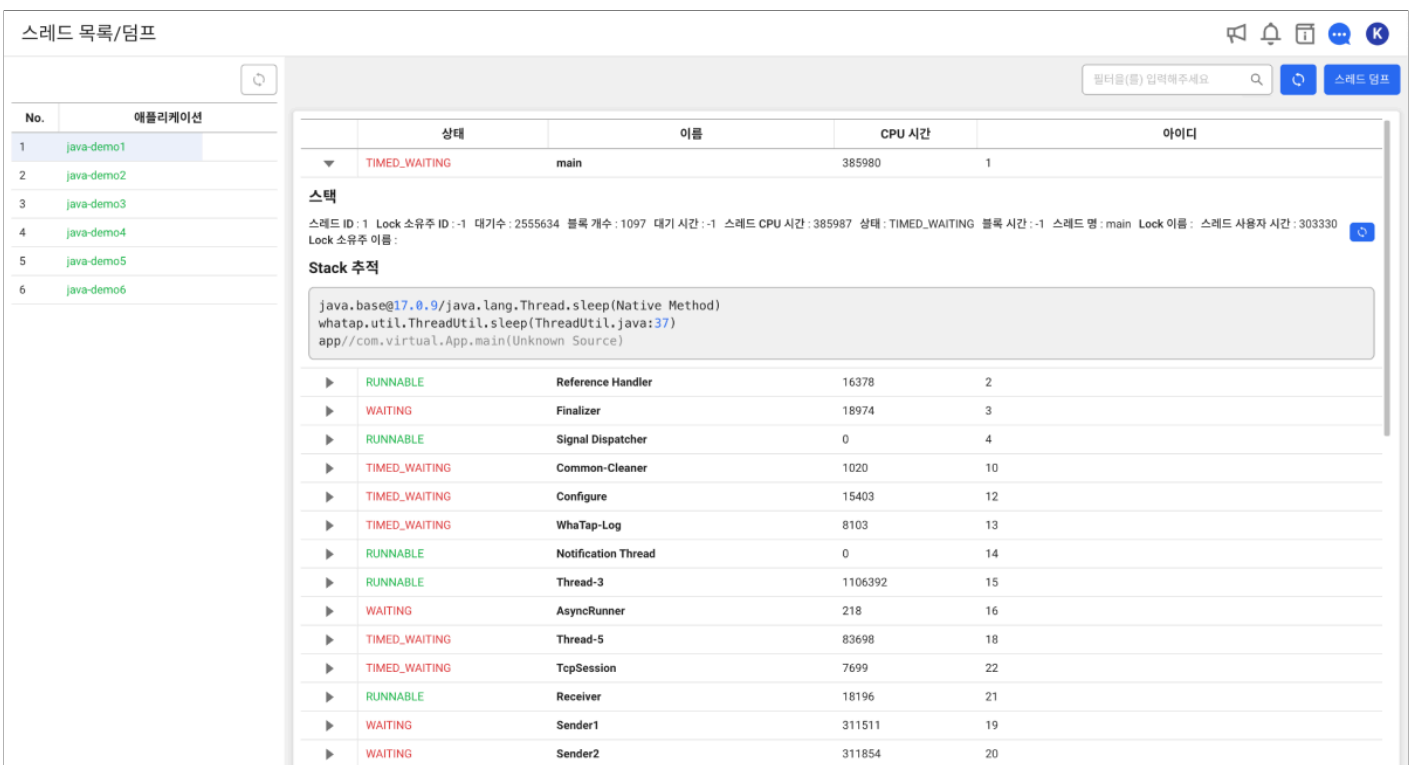 스레드 목록/덤프
K
필터을(를) 입력해주세요
스레드 덤프
No. 애플리케이션
1 java-demo1
2 java-demo2
3 java-demo3
4 java-demo4
5 java-demo5
6 java-demo6
상태 이름 CPU 시간 아이디
TIMED_WAITING main 385980 1
스택
스레드 ID : 1 Lock 소유주 ID : -1 대기수 : 2555634 블록 개수 : 1097 대기 시간 : -1 스레드 CPU 시간 : 385987 상태 : TIMED_WAITING 블록 시간 : -1 스레드 명 : main Lock 이름 : 스레드 사용자 시간 : 303330
Lock 소유주 이름 :
Stack 추적
java.base@17.0.9/java.lang.Thread.sleep(Native Method)
whatap.util.ThreadUtil.sleep(ThreadUtil.java:37)
app//com.virtual.App.main(Unknown Source)
RUNNABLE Reference Handler 16378 2
WAITING Finalizer 18974 3
RUNNABLE Signal Dispatcher 0 4
TIMED_WAITING Common-Cleaner 1020 10
TIMED_WAITING Configure 15403 12
TIMED_WAITING WhaTap-Log 8103 13
RUNNABLE Notification Thread 0 14
RUNNABLE Thread-3 1106392 15
WAITING AsyncRunner 218 16
TIMED_WAITING Thread-5 83698 18
TIMED_WAITING TcpSession 7699 22
RUNNABLE Receiver 18196 21
WAITING Sender1 311511 19
WAITING Sender2 311854 20